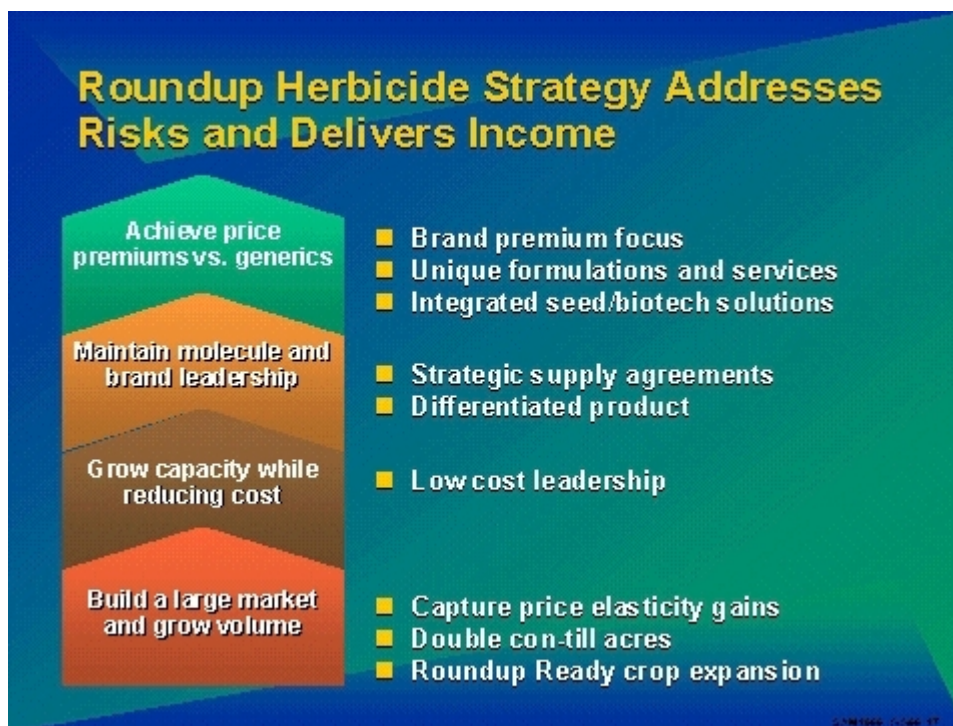 Roundup Herbicide Strategy Addresses
Risks and Delivers Income
Achieve price
premiums vs. generics
Brand premium focus
Unique formulations and services
Integrated seed/biotech solutions
Maintain molecule and
brand leadership
Strategic supply agreements
Differentiated product
Grow capacity while
reducing cost
Low cost leadership
Build a large market
and grow volume
Capture price elasticity gains
Double con-till acres
Roundup Ready crop expansion